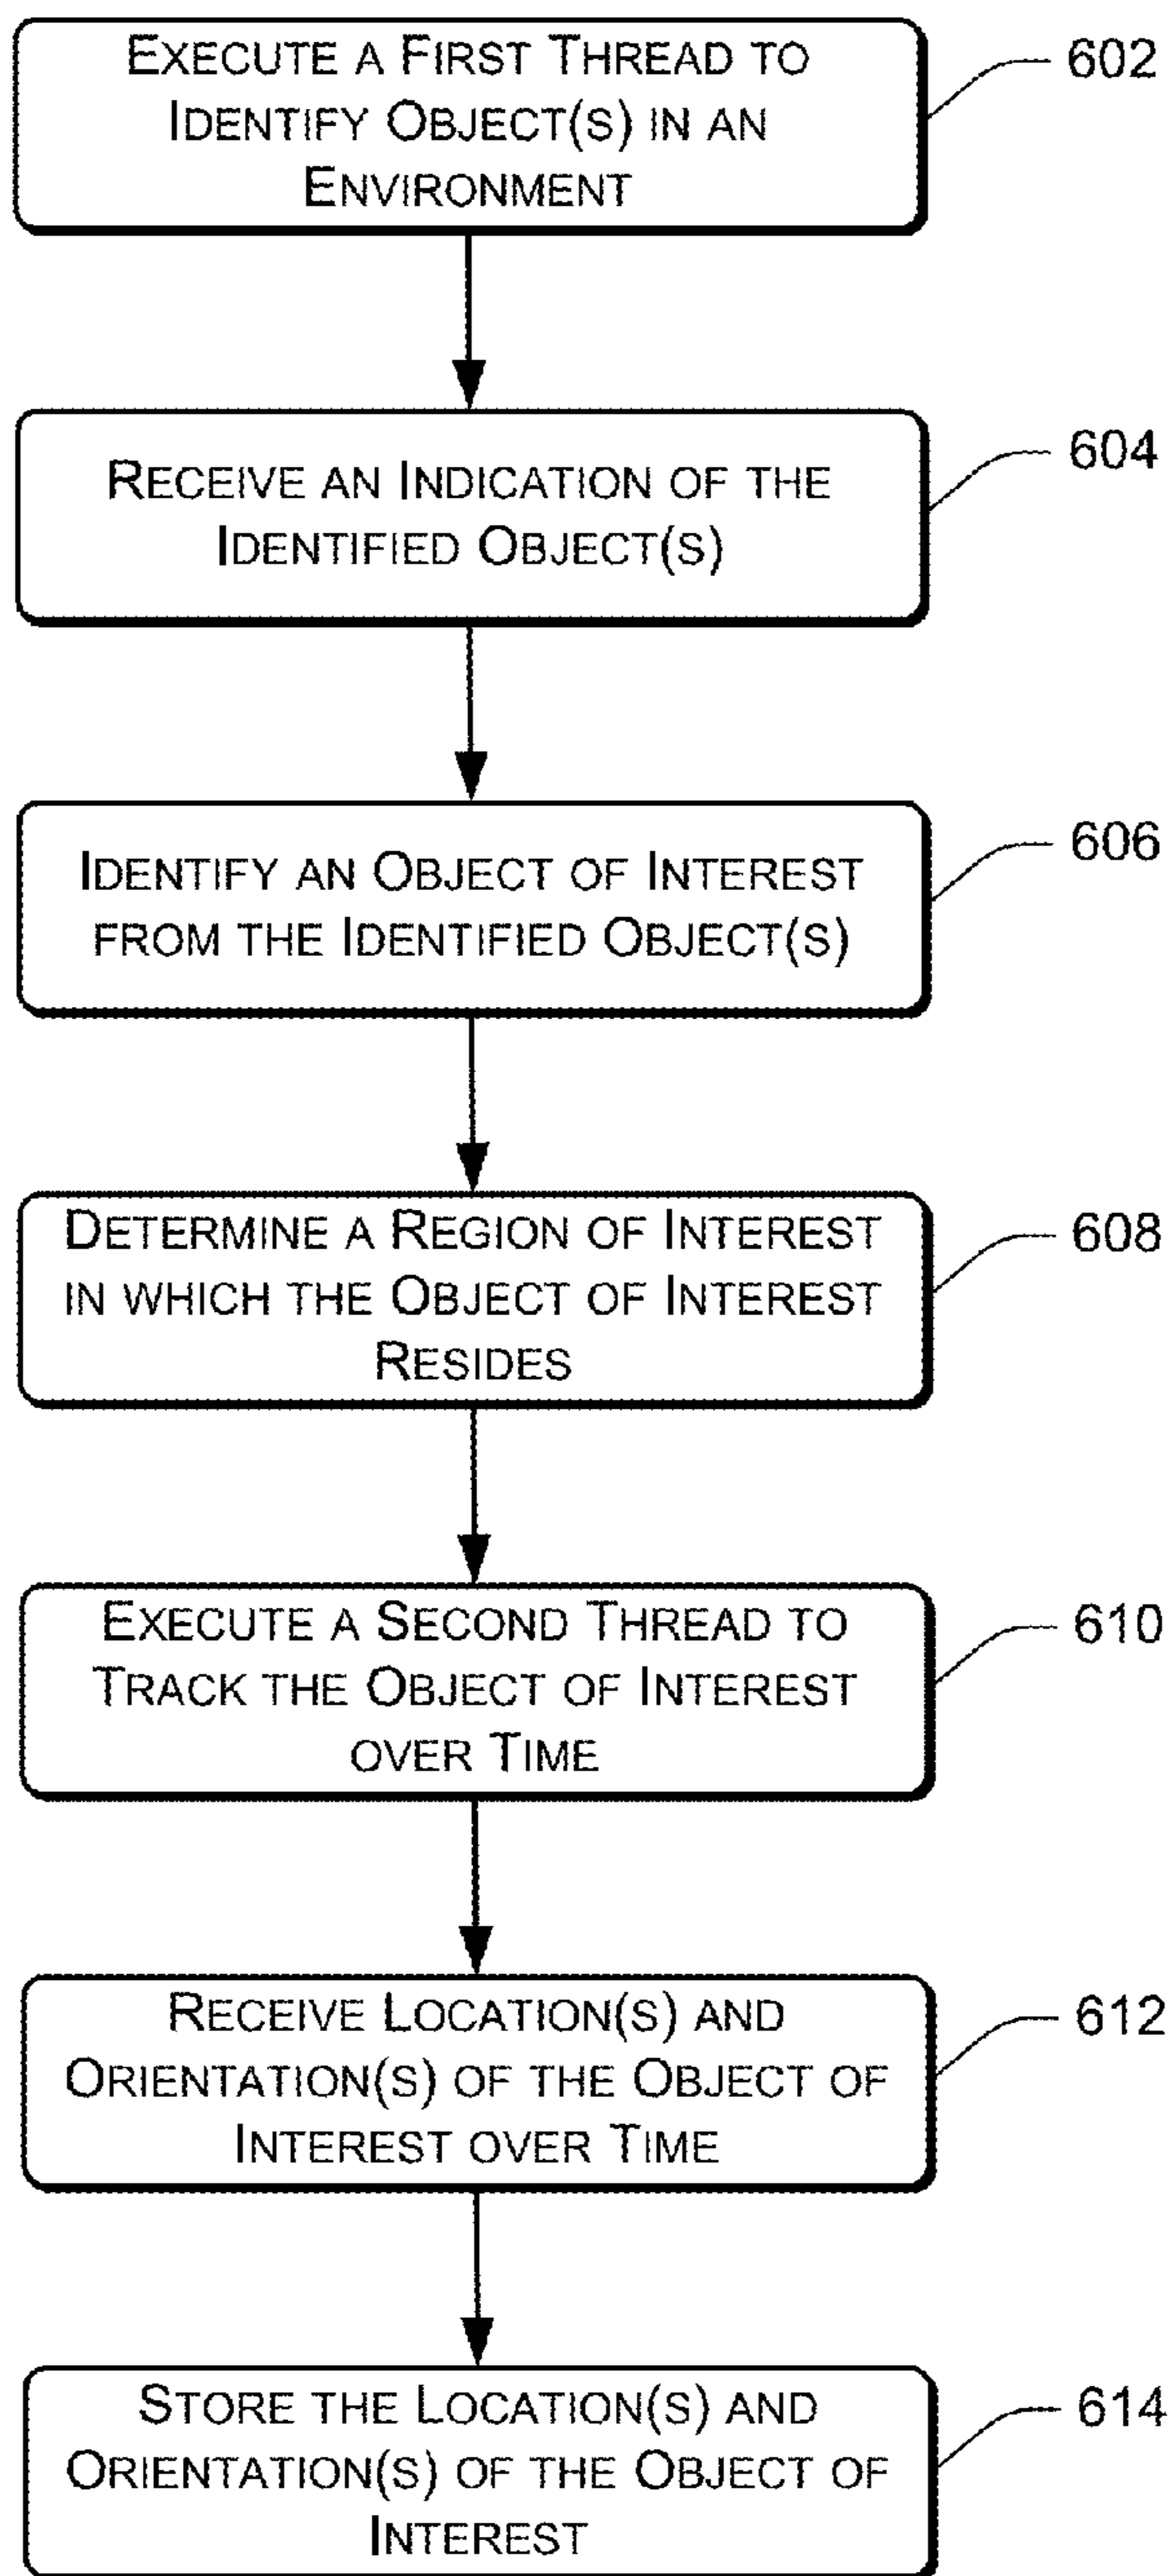 EXECUTE A FIRST THREAD TO
IDENTIFY OBJECT(S) IN AN
ENVIRONMENT
602
RECEIVE AN INDICATION OF THE
IDENTIFIED OBJECT(S)
604
IDENTIFY AN OBJECT OF INTEREST
FROM THE IDENTIFIED OBJECT(S)
606
DETERMINE A REGION OF INTEREST
IN WHICH THE OBJECT OF INTEREST
RESIDES
608
EXECUTE A SECOND THREAD TO
TRACK THE OBJECT OF INTEREST
OVER TIME
610
RECEIVE LOCATION(S) AND
ORIENTATION(S) OF THE OBJECT OF
INTEREST OVER TIME
612
STORE THE LOCATION(S) AND
ORIENTATION(S) OF THE OBJECT OF
INTEREST
614